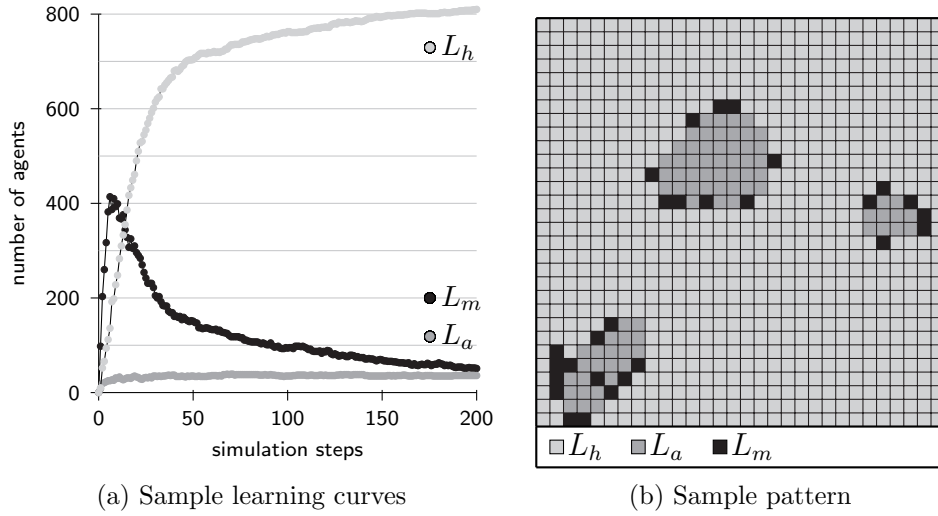 800
600
400
200
0
number of agents
L_h
L_m
L_a
0 50 100 150 200
simulation steps
(a) Sample learning curves
L_h L_a L_m
(b) Sample pattern